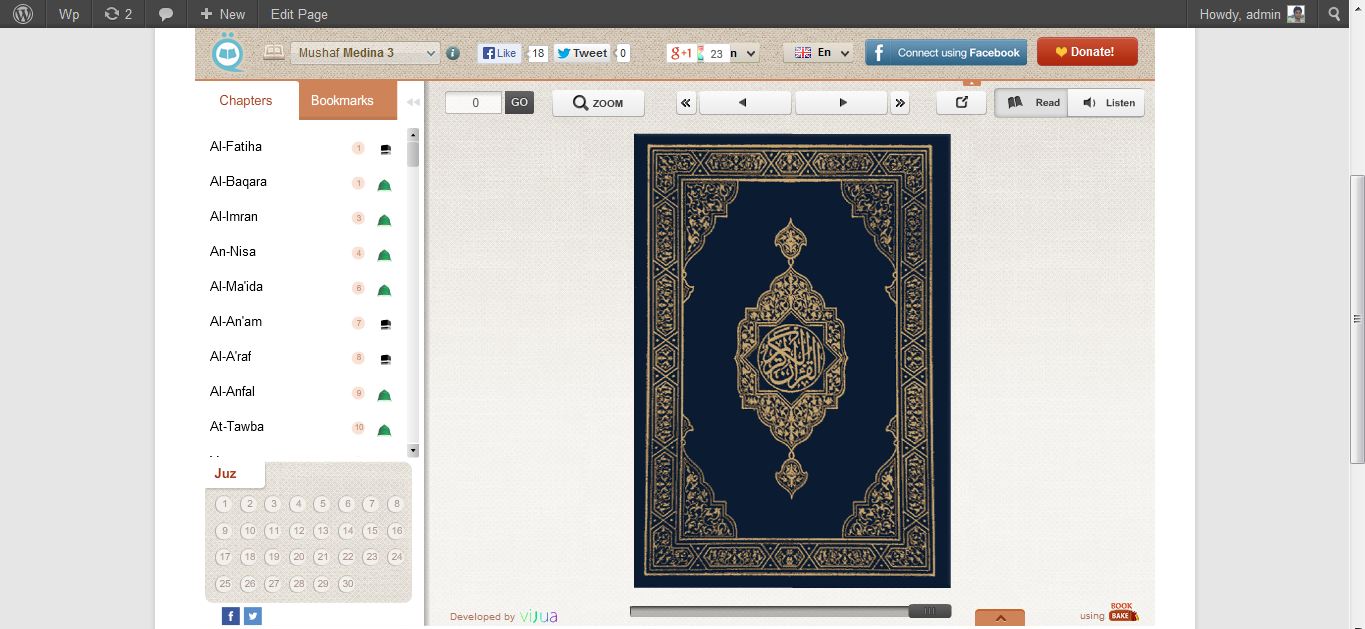 Wp 2 New Edit Page Howdy, admin
Mushaf Medina 3 i Like 18 Tweet 0 g+1 23 n En f Connect using Facebook Donate!
Chapters Bookmarks 0 GO ZOOM Read Listen
Al-Fatiha 1
Al-Baqara 1
Al-Imran 3
An-Nisa 4
Al-Ma'ida 6
Al-An'am 7
Al-A'raf 8
Al-Anfal 9
At-Tawba 10
القرآن الكريم
Juz
1 2 3 4 5 6 7 8
9 10 11 12 13 14 15 16
17 18 19 20 21 22 23 24
25 26 27 28 29 30
Developed by vijua
using BOOK BAKE